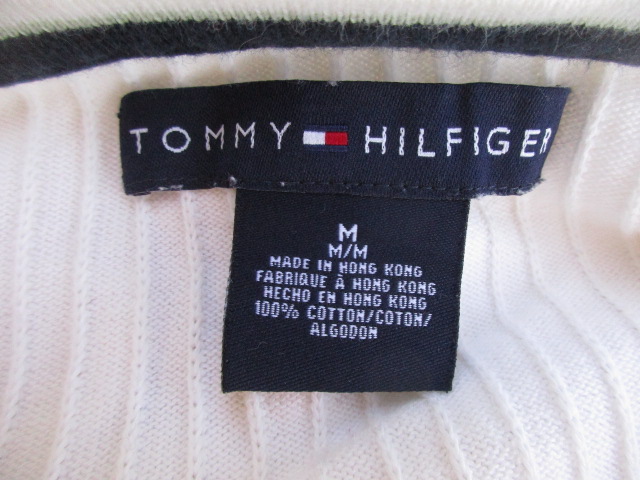 TOMMY HILFIGER
M
M/M
MADE IN HONG KONG
FABRIQUE À HONG KONG
HECHO EN HONG KONG
100% COTTON/COTON/
ALGODON